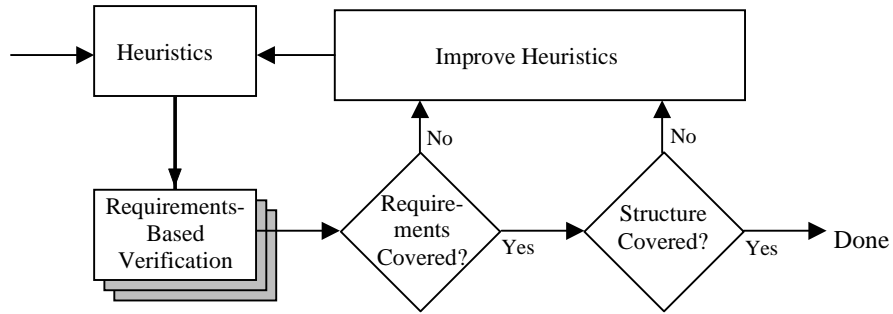 Heuristics
Improve Heuristics
No
No
Requirements-
Based
Verification
Require-
ments
Covered?
Yes
Structure
Covered?
Yes
Done